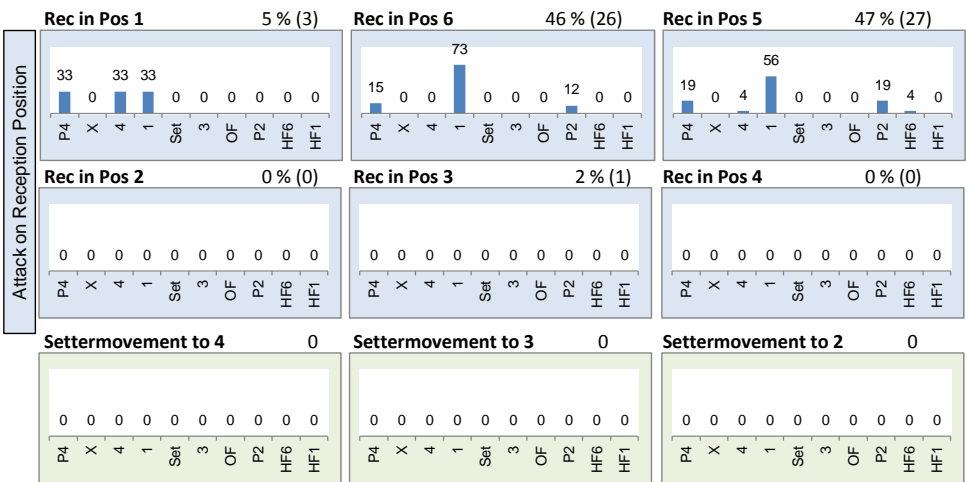 Attack on Reception Position
Rec in Pos 1 5 % (3)
33 0 33 33 0 0 0 0 0 0
P4 X 4 1 Set 3 OF P2 HF6 HF1
Rec in Pos 6 46 % (26)
15 0 0 73 0 0 0 12 0 0
P4 X 4 1 Set 3 OF P2 HF6 HF1
Rec in Pos 5 47 % (27)
19 0 4 56 0 0 0 19 4 0
P4 X 4 1 Set 3 OF P2 HF6 HF1
Rec in Pos 2 0 % (0)
0 0 0 0 0 0 0 0 0 0
P4 X 4 1 Set 3 OF P2 HF6 HF1
Rec in Pos 3 2 % (1)
0 0 0 0 0 0 0 0 0 0
P4 X 4 1 Set 3 OF P2 HF6 HF1
Rec in Pos 4 0 % (0)
0 0 0 0 0 0 0 0 0 0
P4 X 4 1 Set 3 OF P2 HF6 HF1
Settermovement to 4 0
0 0 0 0 0 0 0 0 0 0
P4 X 4 1 Set 3 OF P2 HF6 HF1
Settermovement to 3 0
0 0 0 0 0 0 0 0 0 0
P4 X 4 1 Set 3 OF P2 HF6 HF1
Settermovement to 2 0
0 0 0 0 0 0 0 0 0 0
P4 X 4 1 Set 3 OF P2 HF6 HF1